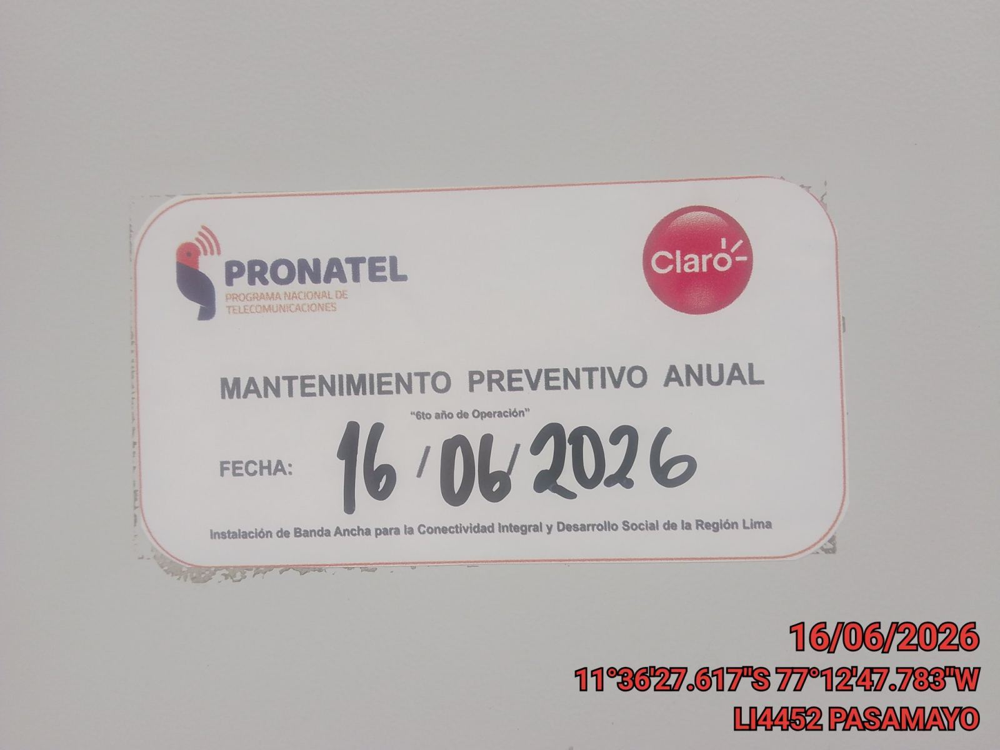 PRONATEL
PROGRAMA NACIONAL DE
TELECOMUNICACIONES
Claro
MANTENIMIENTO PREVENTIVO ANUAL
"6to año de Operación"
FECHA: 16/06/2026
Instalación de Banda Ancha para la Conectividad Integral y Desarrollo Social de la Región Lima
16/06/2026
11°36'27.617"S 77°12'47.783"W
LI4452 PASAMAYO